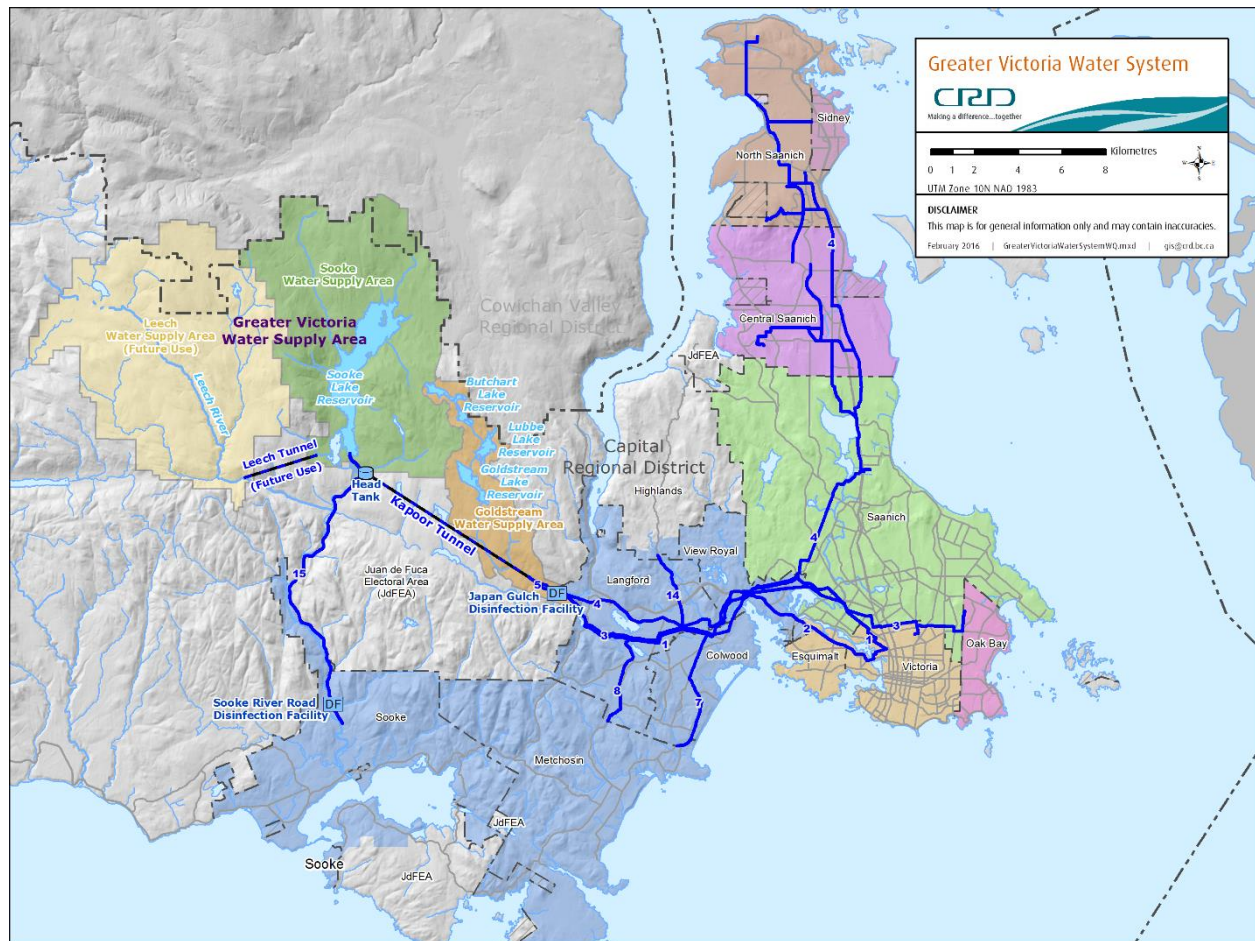 Greater Victoria Water System
CRD
Making a difference...together
Kilometres
0 1 2 4 6 8
UTM Zone 10N NAD 1983
DISCLAIMER
This map is for general information only and may contain inaccuracies.
February 2016 | GreaterVictoriaWaterSystemWQ.mxd | gis@crd.bc.ca
Sidney
North Saanich
4
Sooke
Water Supply Area
Cowichan Valley
Regional District
Leech
Water Supply Area
(Future Use)
Greater Victoria
Water Supply Area
Central Saanich
JdFEA
Sooke
Lake
Reservoir
Butchart
Lake
Reservoir
Leech River
Lubbe
Lake
Reservoir
Capital
Regional District
Leech Tunnel
(Future Use)
Goldstream
Lake
Reservoir
Head
Tank
Highlands
Kapoor Tunnel
Goldstream
Water Supply Area
Saanich
4
View Royal
15
Juan de Fuca
Electoral Area
(JdFEA)
Langford
5
DF
Japan Gulch
Disinfection Facility
4
14
3
1
2
1
3
Oak Bay
Colwood
Esquimalt
Victoria
8
7
Sooke River Road
Disinfection Facility
DF
Sooke
Metchosin
JdFEA
Sooke
JdFEA